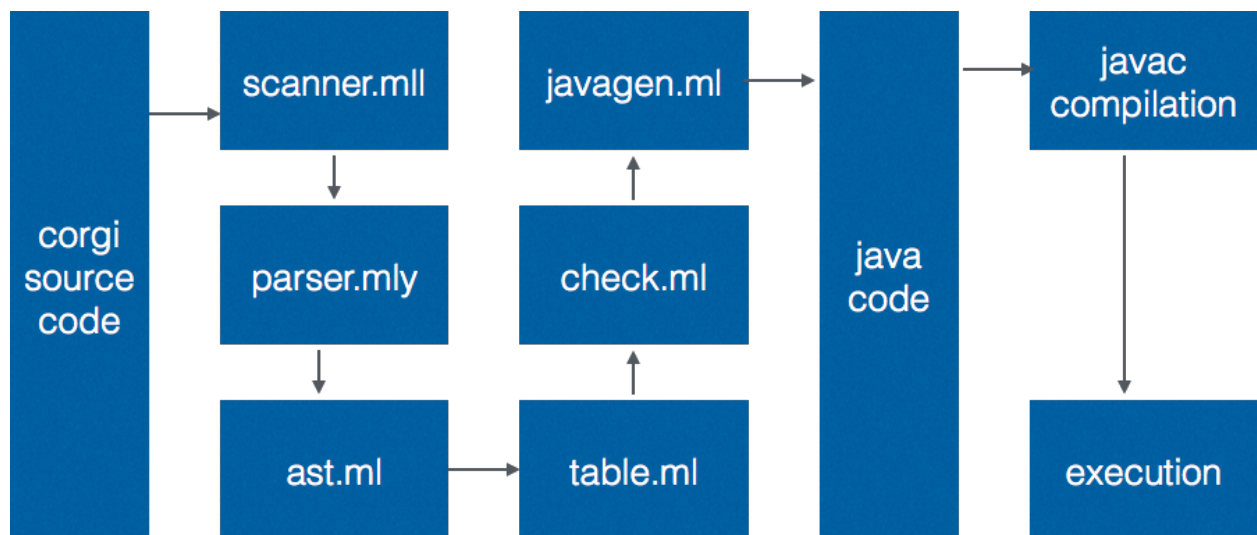 corgi
source
code
scanner.mll
parser.mly
ast.ml
table.ml
check.ml
javagen.ml
java
code
javac
compilation
execution